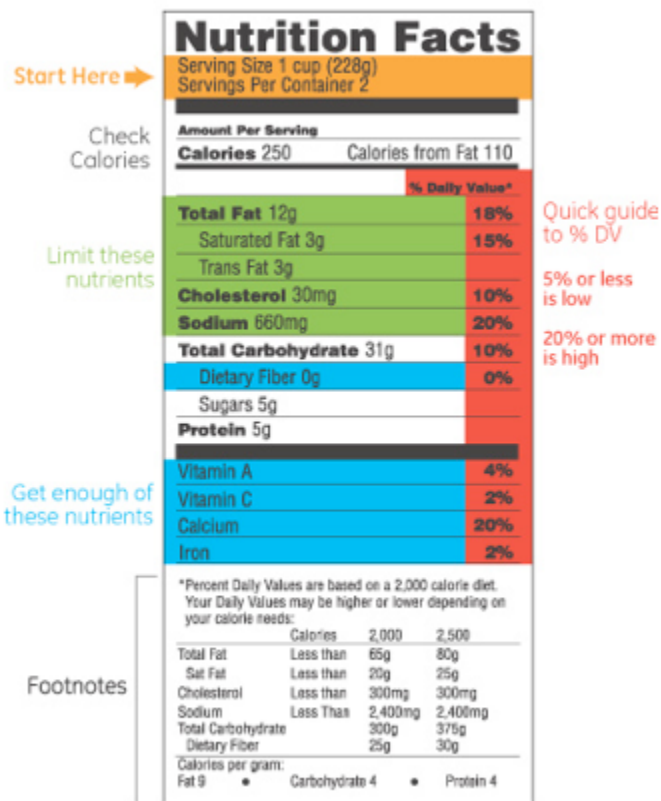 Nutrition Facts
Start Here
Serving Size 1 cup (228g)
Servings Per Container 2
Check
Calories
Amount Per Serving
Calories 250 Calories from Fat 110
% Daily Value*
Limit these
nutrients
Total Fat 12g 18%
Saturated Fat 3g 15%
Trans Fat 3g
Cholesterol 30mg 10%
Sodium 660mg 20%
Total Carbohydrate 31g 10%
Dietary Fiber 0g 0%
Sugars 5g
Protein 5g
Quick guide
to % DV
5% or less
is low
20% or more
is high
Get enough of
these nutrients
Vitamin A 4%
Vitamin C 2%
Calcium 20%
Iron 2%
Footnotes
*Percent Daily Values are based on a 2,000 calorie diet.
Your Daily Values may be higher or lower depending on
your calorie needs:
Calories 2,000 2,500
Total Fat Less than 65g 80g
Sat Fat Less than 20g 25g
Cholesterol Less than 300mg 300mg
Sodium Less Than 2,400mg 2,400mg
Total Carbohydrate 300g 375g
Dietary Fiber 25g 30g
Calories per gram:
Fat 9 • Carbohydrate 4 • Protein 4